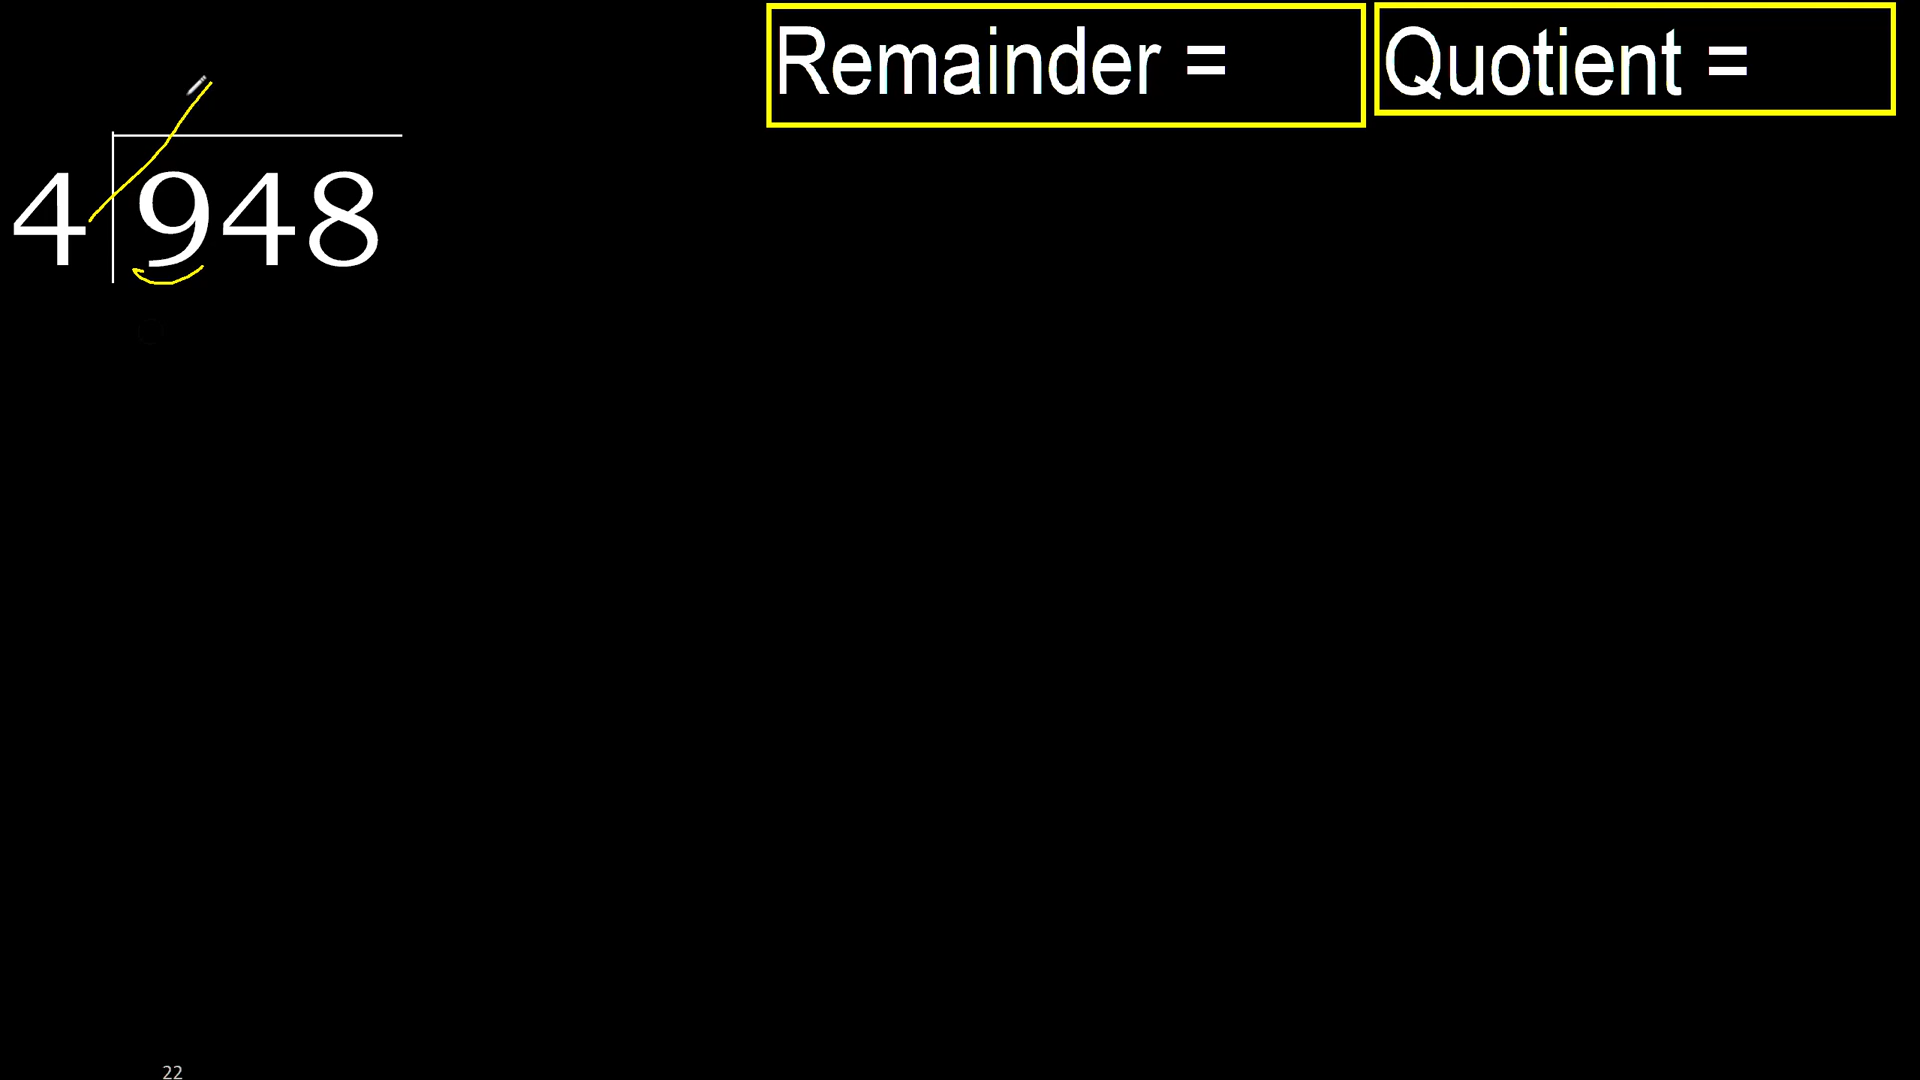 Remainder = Quotient =
4 948
22